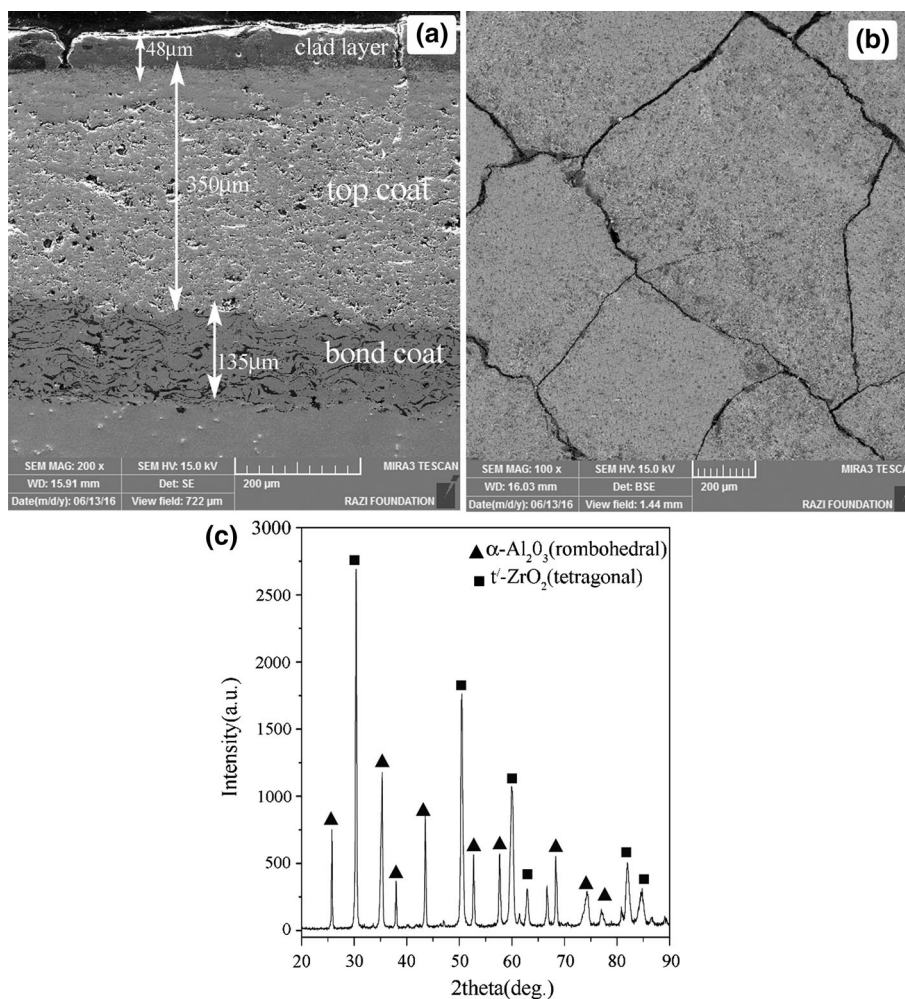 (a)
48μm
clad layer
350μm
top coat
135μm
bond coat
SEM MAG: 200 x
SEM HV: 15.0 kV
MIRA3 TESCAN
WD: 15.91 mm
Det: SE
200 μm
Date(m/d/y): 06/13/16
View field: 722 μm
RAZI FOUNDATION
(b)
SEM MAG: 100 x
SEM HV: 15.0 kV
MIRA3 TESCAN
WD: 16.03 mm
Det: BSE
200 μm
Date(m/d/y): 06/13/16
View field: 1.44 mm
RAZI FOUNDATION
(c)
α-Al₂0₃(rombohedral)
t'-ZrO₂(tetragonal)
Intensity(a.u.)
3000
2500
2000
1500
1000
500
0
20 30 40 50 60 70 80 90
2theta(deg.)